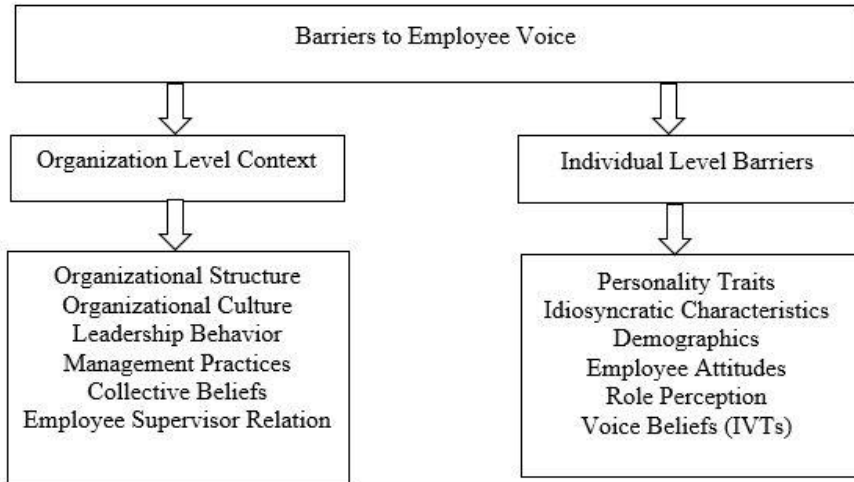 Barriers to Employee Voice
Organization Level Context
Individual Level Barriers
Organizational Structure
Organizational Culture
Leadership Behavior
Management Practices
Collective Beliefs
Employee Supervisor Relation
Personality Traits
Idiosyncratic Characteristics
Demographics
Employee Attitudes
Role Perception
Voice Beliefs (IVTs)